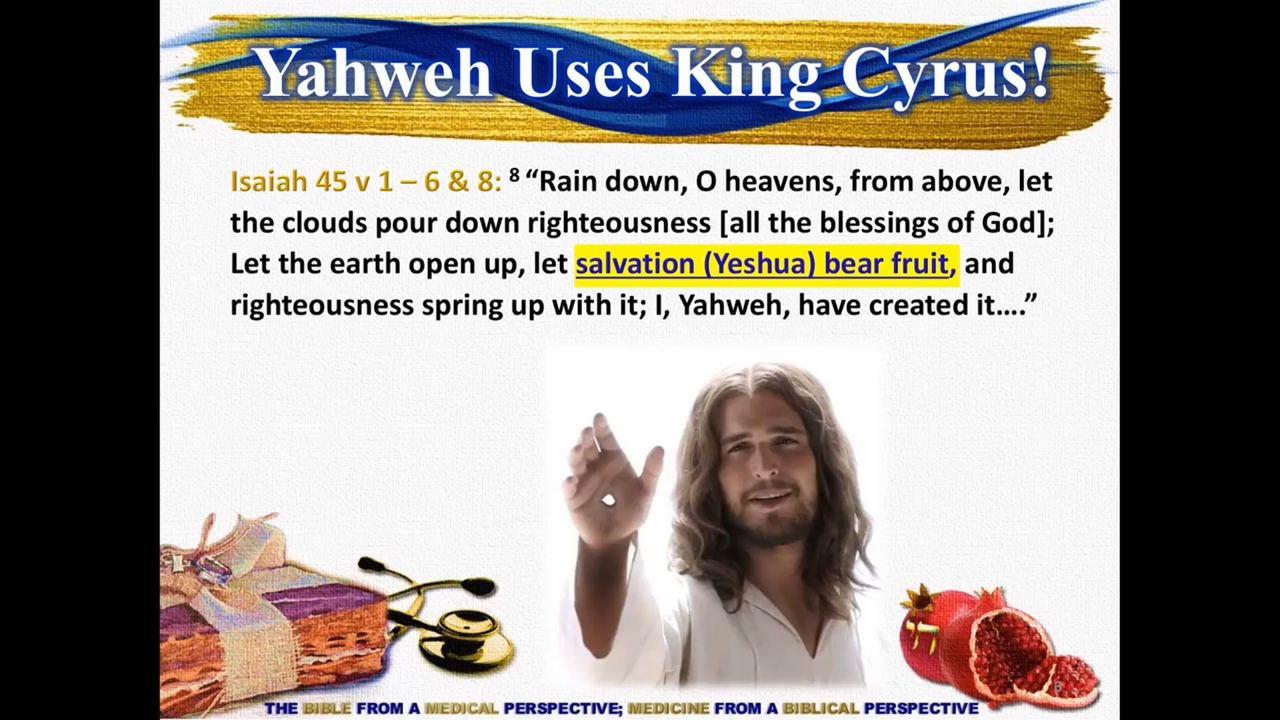 Yahweh Uses King Cyrus!
Isaiah 45 v 1 – 6 & 8: ⁸ “Rain down, O heavens, from above, let
the clouds pour down righteousness [all the blessings of God];
Let the earth open up, let salvation (Yeshua) bear fruit, and
righteousness spring up with it; I, Yahweh, have created it….”
חי
THE BIBLE FROM A MEDICAL PERSPECTIVE; MEDICINE FROM A BIBLICAL PERSPECTIVE